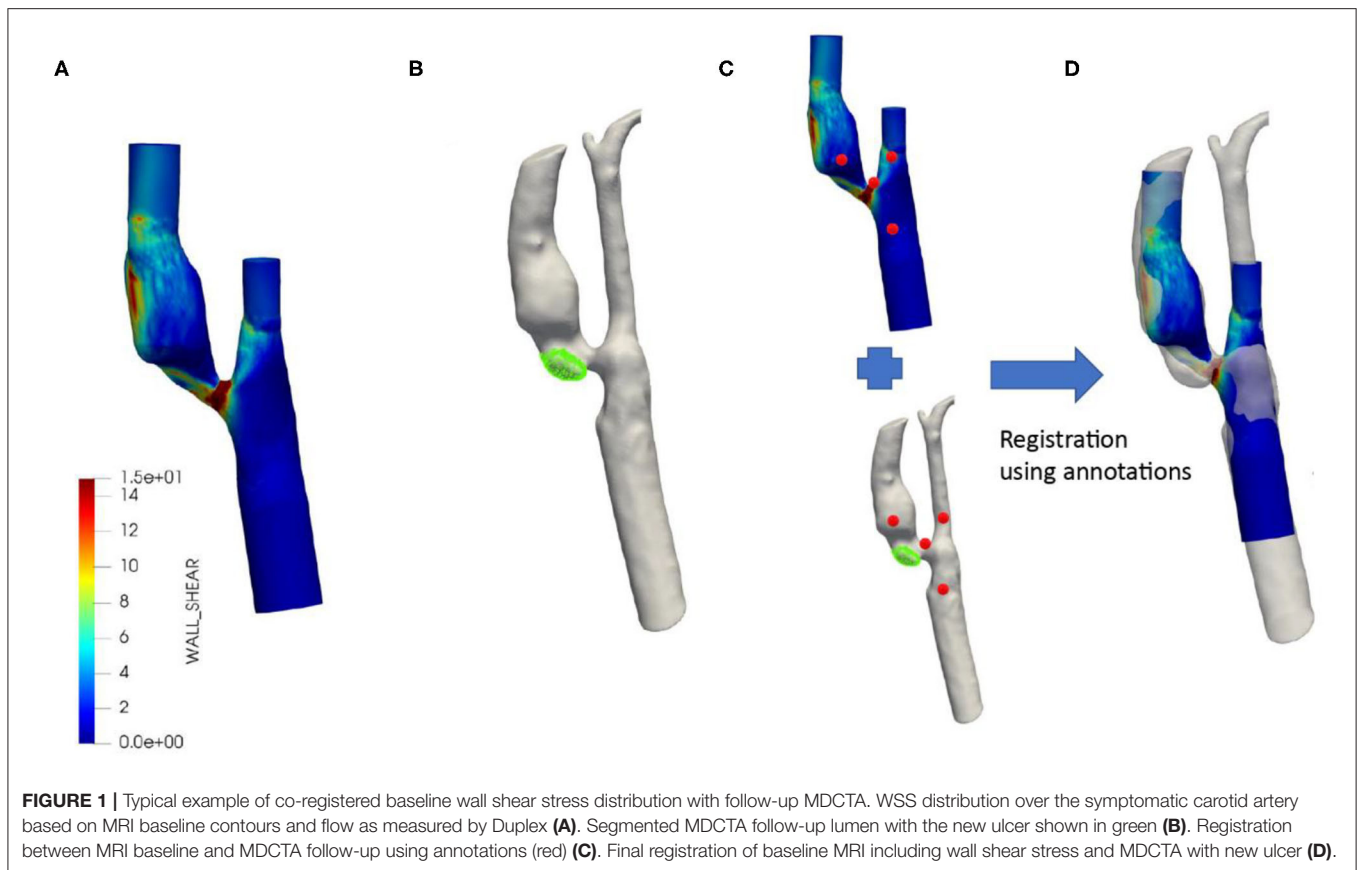 A
B
C
D
1.5e+01
14
12
10
8
6
4
2
0.0e+00
WALL_SHEAR
Registration
using annotations
FIGURE 1 | Typical example of co-registered baseline wall shear stress distribution with follow-up MDCTA. WSS distribution over the symptomatic carotid artery
based on MRI baseline contours and flow as measured by Duplex (A). Segmented MDCTA follow-up lumen with the new ulcer shown in green (B). Registration
between MRI baseline and MDCTA follow-up using annotations (red) (C). Final registration of baseline MRI including wall shear stress and MDCTA with new ulcer (D).